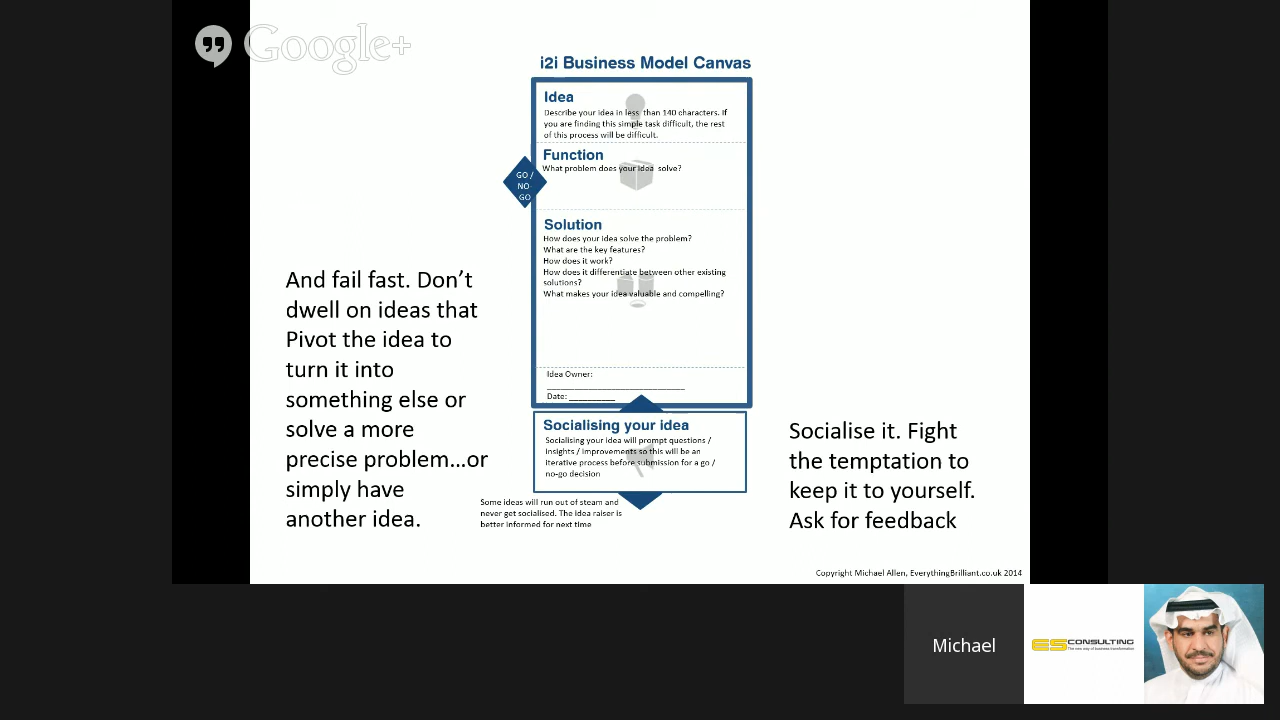 Google+
i2i Business Model Canvas
Idea
Describe your idea in less than 140 characters. If
you are finding this simple task difficult, the rest
of this process will be difficult.
Function
What problem does your idea solve?
GO /
NO
GO
Solution
How does your idea solve the problem?
What are the key features?
How does it work?
How does it differentiate between other existing
solutions?
What makes your idea valuable and compelling?
Idea Owner:
Date:
Socialising your idea
Socialising your idea will prompt questions /
insights / improvements so this will be an
iterative process before submission for a go /
no-go decision
Some ideas will run out of steam and
never get socialised. The idea raiser is
better informed for next time
And fail fast. Don't
dwell on ideas that
Pivot the idea to
turn it into
something else or
solve a more
precise problem…or
simply have
another idea.
Socialise it. Fight
the temptation to
keep it to yourself.
Ask for feedback
Copyright Michael Allen, EverythingBrilliant.co.uk 2014
Michael
ES CONSULTING
The new way of business transformation